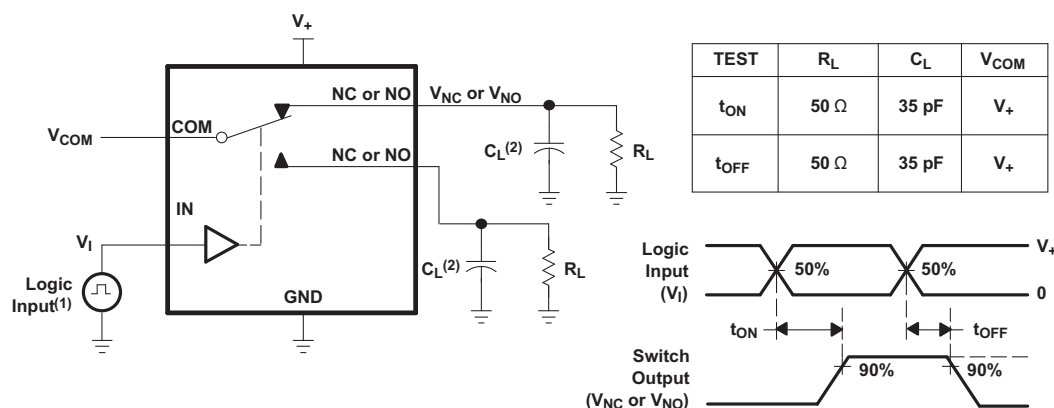 V+
NC or NO
VNC or VNO
VCOM
COM
CL(2)
RL
NC or NO
IN
VI
CL(2)
RL
Logic
Input(1)
GND
TEST RL CL VCOM
tON 50 Ω 35 pF V+
tOFF 50 Ω 35 pF V+
Logic
Input
(VI)
V+
50%
50%
0
tON
tOFF
Switch
Output
(VNC or VNO)
90%
90%